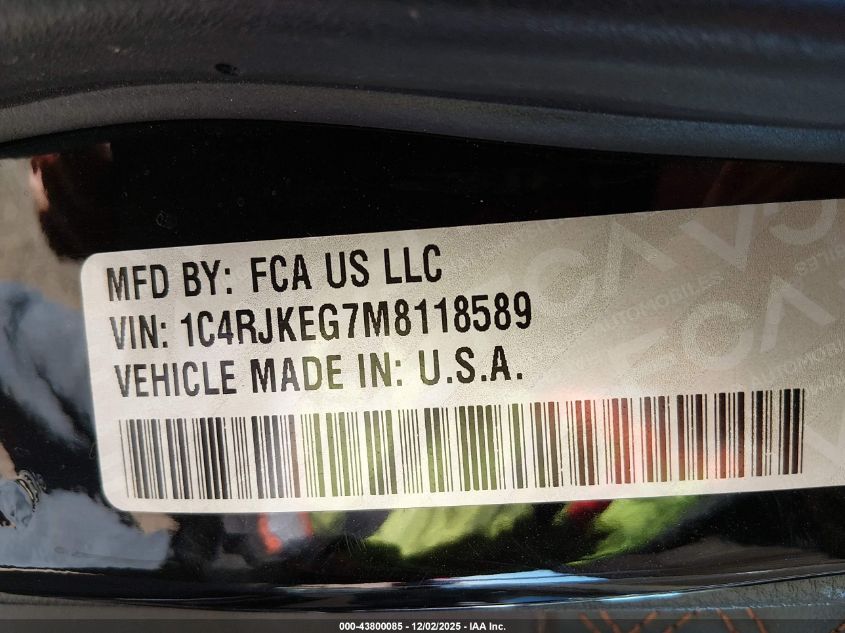 MFD BY: FCA US LLC
VIN: 1C4RJKEG7M8118589
VEHICLE MADE IN: U.S.A.
000-43800085 - 12/02/2025 - IAA Inc.